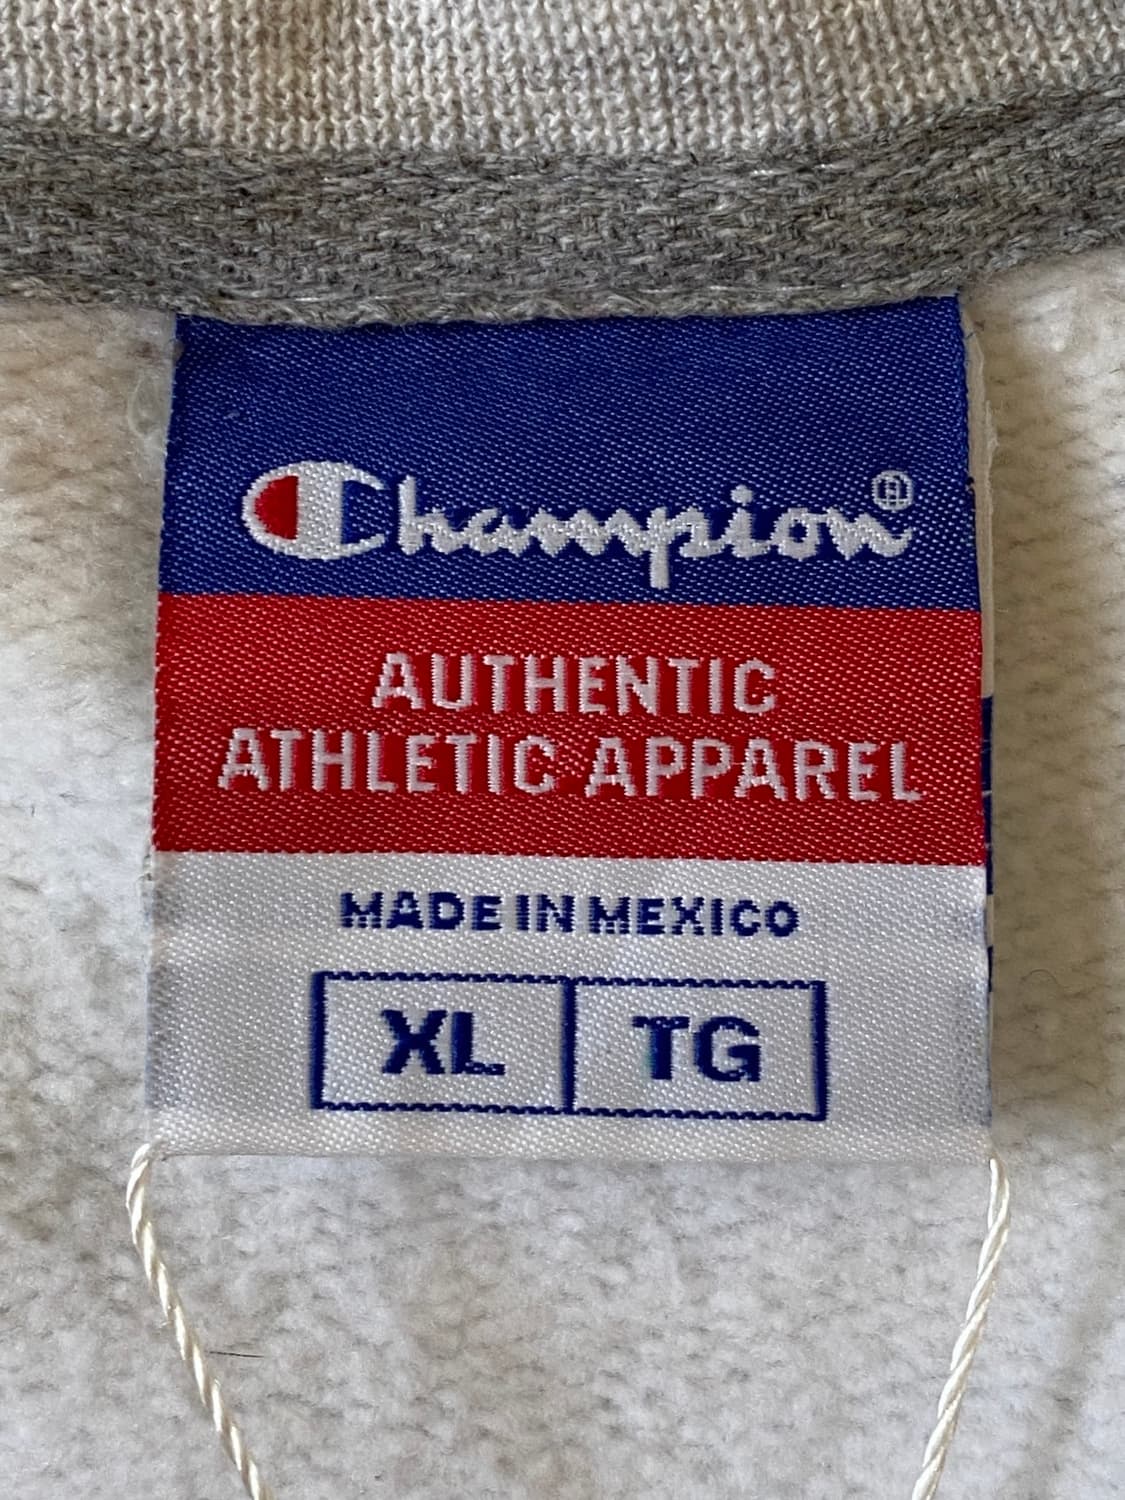 Champion®
AUTHENTIC
ATHLETIC APPAREL
MADE IN MEXICO
XL TG